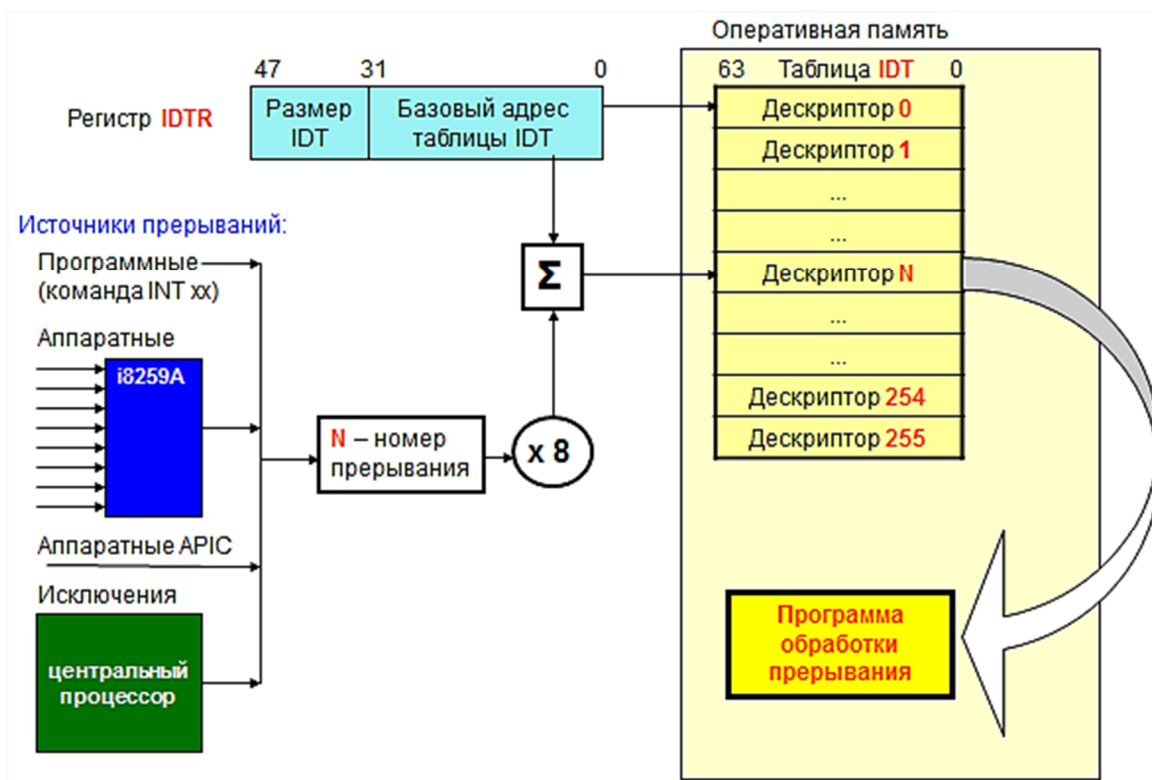 Оперативная память
47 31 0
63 Таблица IDT 0
Регистр IDTR
Размер
IDT
Базовый адрес
таблицы IDT
Дескриптор 0
Дескриптор 1
...
...
Дескриптор N
...
...
Дескриптор 254
Дескриптор 255
Источники прерываний:
Программные
(команда INT xx)
Σ
Аппаратные
i8259A
N – номер
прерывания
x 8
Аппаратные APIC
Исключения
центральный
процессор
Программа
обработки
прерывания